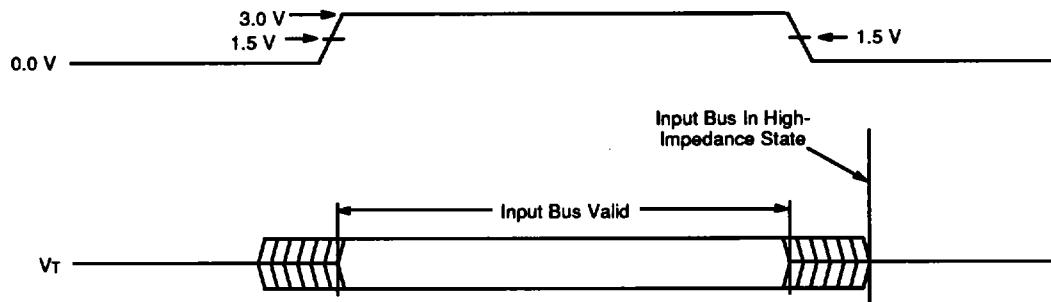 3.0 V
1.5 V
1.5 V
0.0 V
Input Bus In High-
Impedance State
Input Bus Valid
VT